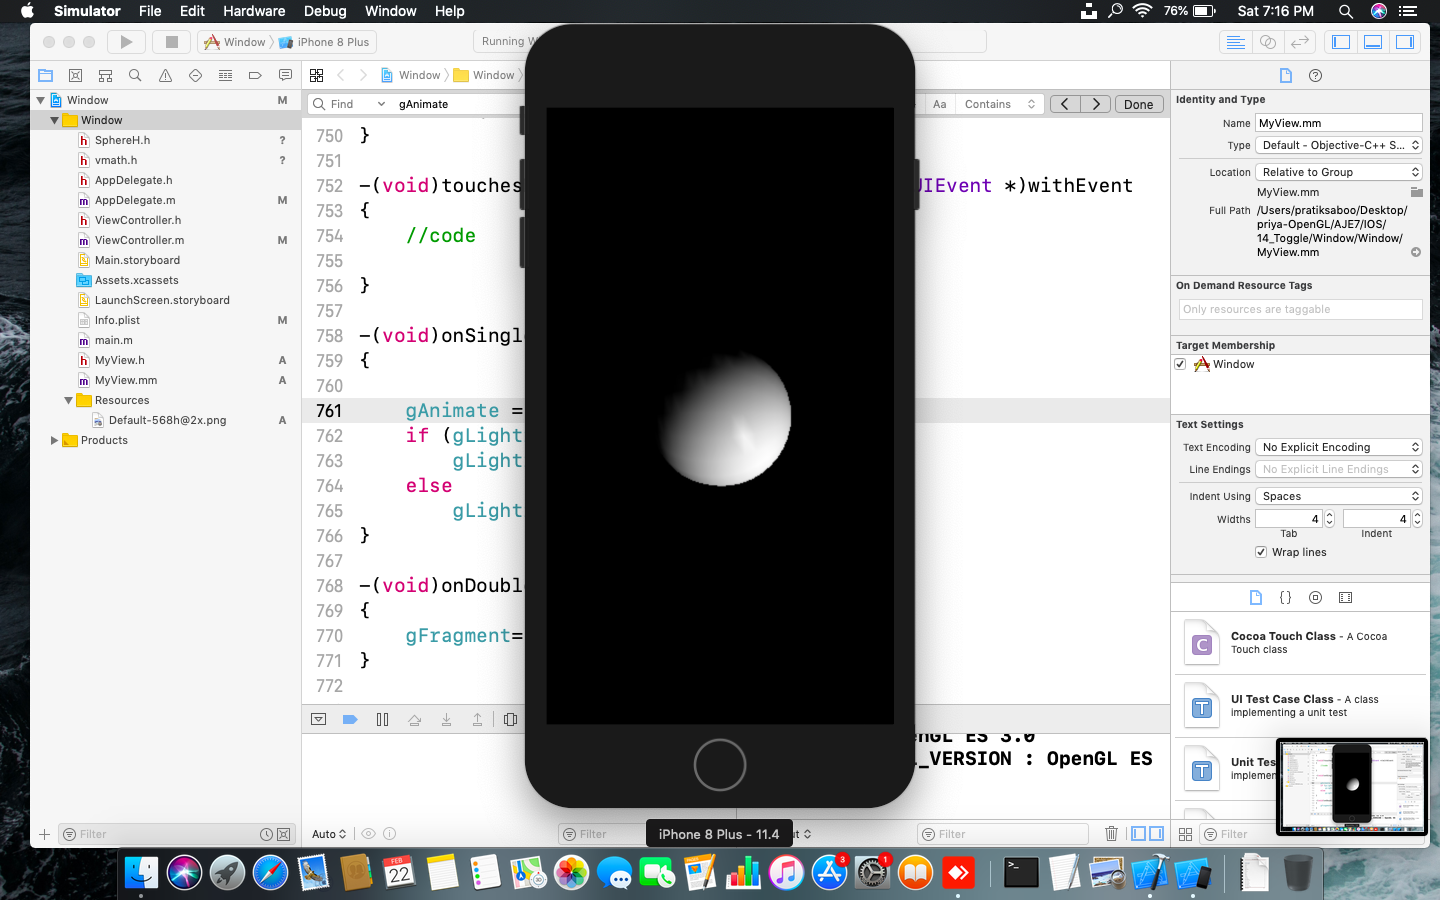 Simulator File Edit Hardware Debug Window Help
76% Sat 7:16 PM
Window iPhone 8 Plus
Running
Window Window
Find gAnimate Aa Contains Done
Window M
Window
SphereH.h ?
vmath.h ?
AppDelegate.h
AppDelegate.m M
ViewController.h
ViewController.m M
Main.storyboard
Assets.xcassets
LaunchScreen.storyboard
Info.plist M
main.m
MyView.h A
MyView.mm A
Resources
Default-568h@2x.png A
Products
Filter
750 }
751
752 -(void)touches UIEvent *)withEvent
753 {
754 //code
755
756 }
757
758 -(void)onSingl
759 {
760
761 gAnimate =
762 if (gLight
763 gLight
764 else
765 gLight
766 }
767
768 -(void)onDoubl
769 {
770 gFragment=
771 }
772
ES 3.0
_VERSION : OpenGL ES
Auto
Filter
Filter
iPhone 8 Plus - 11.4
Identity and Type
Name MyView.mm
Type Default - Objective-C++ S...
Location Relative to Group
MyView.mm
Full Path /Users/pratiksaboo/Desktop/
priya-OpenGL/AJE7/IOS/
14_Toggle/Window/Window/
MyView.mm
On Demand Resource Tags
Only resources are taggable
Target Membership
Window
Text Settings
Text Encoding No Explicit Encoding
Line Endings No Explicit Line Endings
Indent Using Spaces
Widths 4 4
Tab Indent
Wrap lines
{}
C Cocoa Touch Class - A Cocoa
Touch class
T UI Test Case Class - A class
implementing a unit test
T Unit Tes
implemen
Filter
FEB
22
3
1